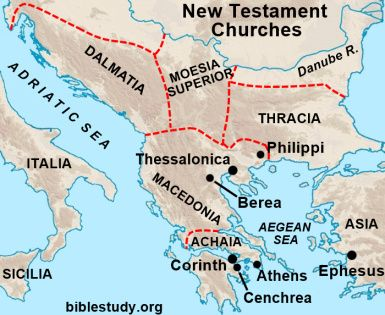 New Testament
Churches
DALMATIA
MOESIA
SUPERIOR
Danube R.
ADRIATIC SEA
THRACIA
Philippi
Thessalonica
ITALIA
MACEDONIA
Berea
AEGEAN
SEA
ASIA
ACHAIA
Corinth
Athens
Ephesus
SICILIA
Cenchrea
biblestudy.org